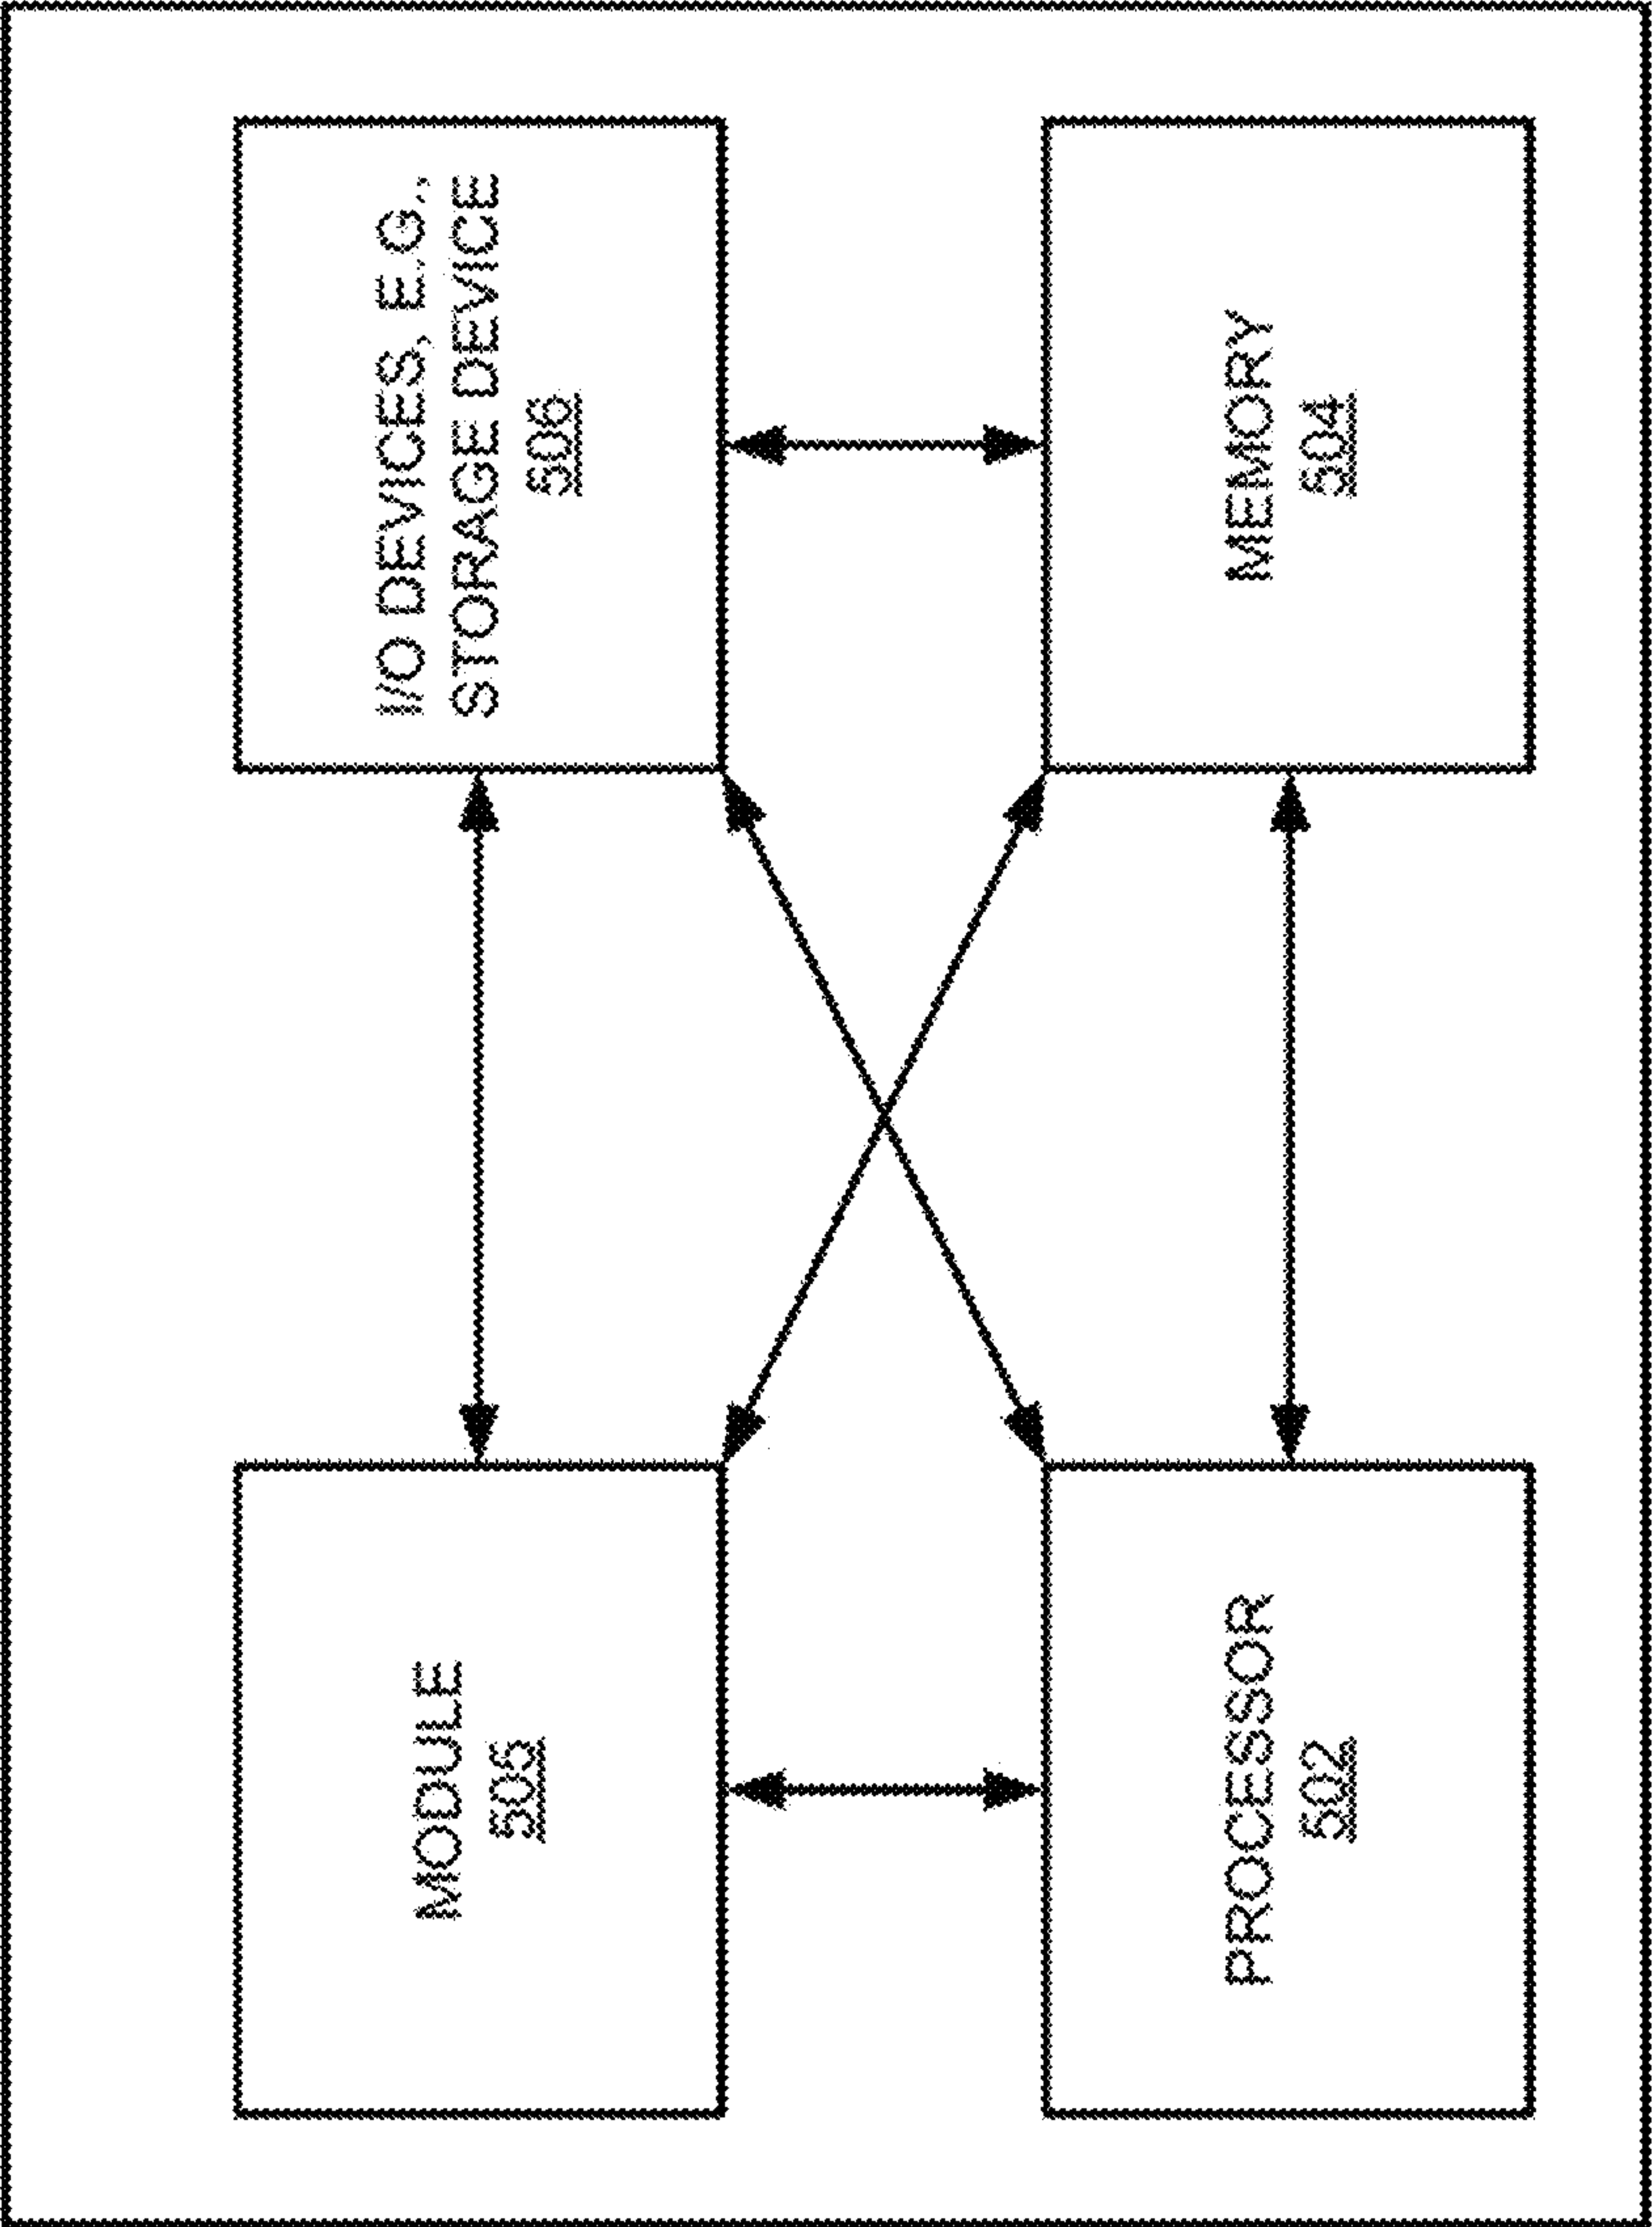 MODULE
505
I/O DEVICES, E.G.,
STORAGE DEVICE
506
PROCESSOR
502
MEMORY
504